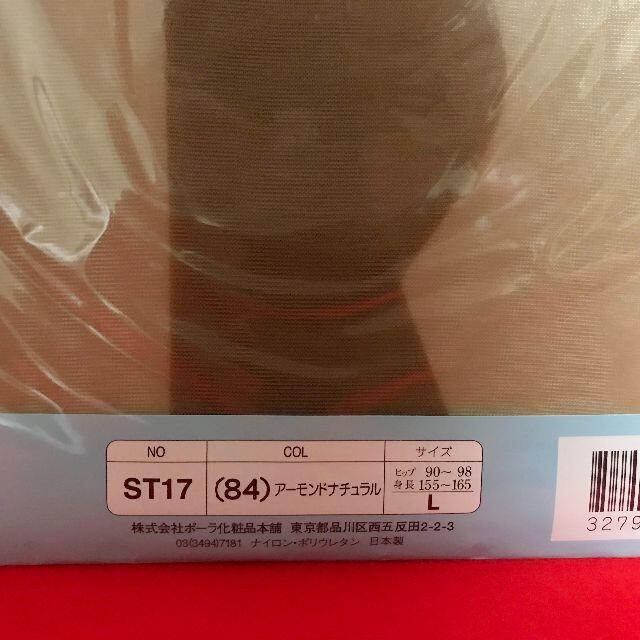 NO COL サイズ
ST17 (84)アーモンドナチュラル ヒップ 90〜98
身長 155〜165
L
株式会社ポーラ化粧品本舗 東京都品川区西五反田2-2-3
03(3494)7181 ナイロン・ポリウレタン 日本製
3279